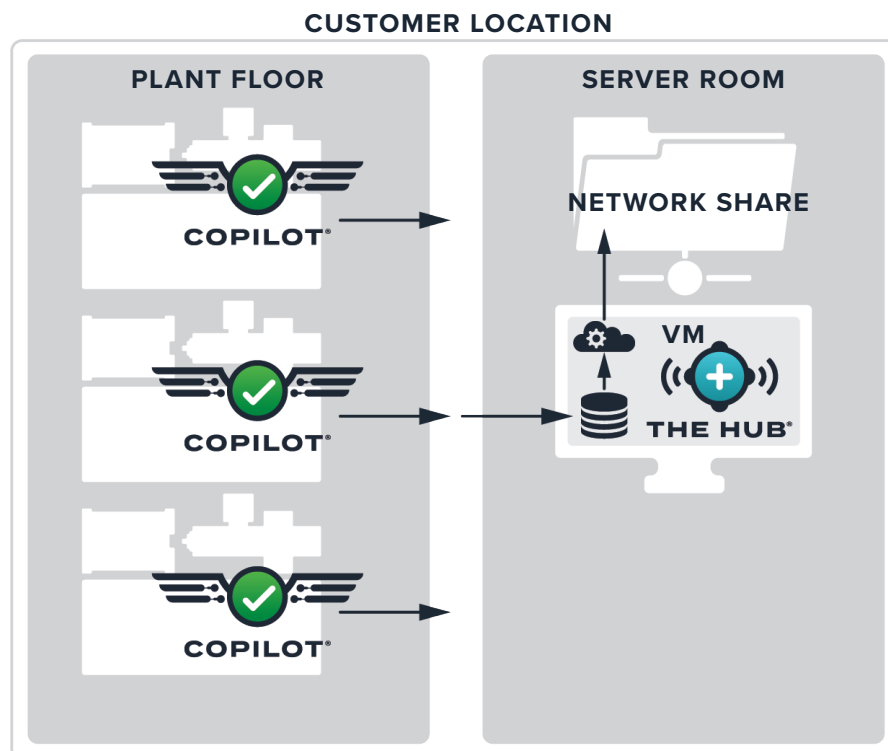 CUSTOMER LOCATION
PLANT FLOOR
COPILOT®
COPILOT®
COPILOT®
SERVER ROOM
NETWORK SHARE
VM
THE HUB®